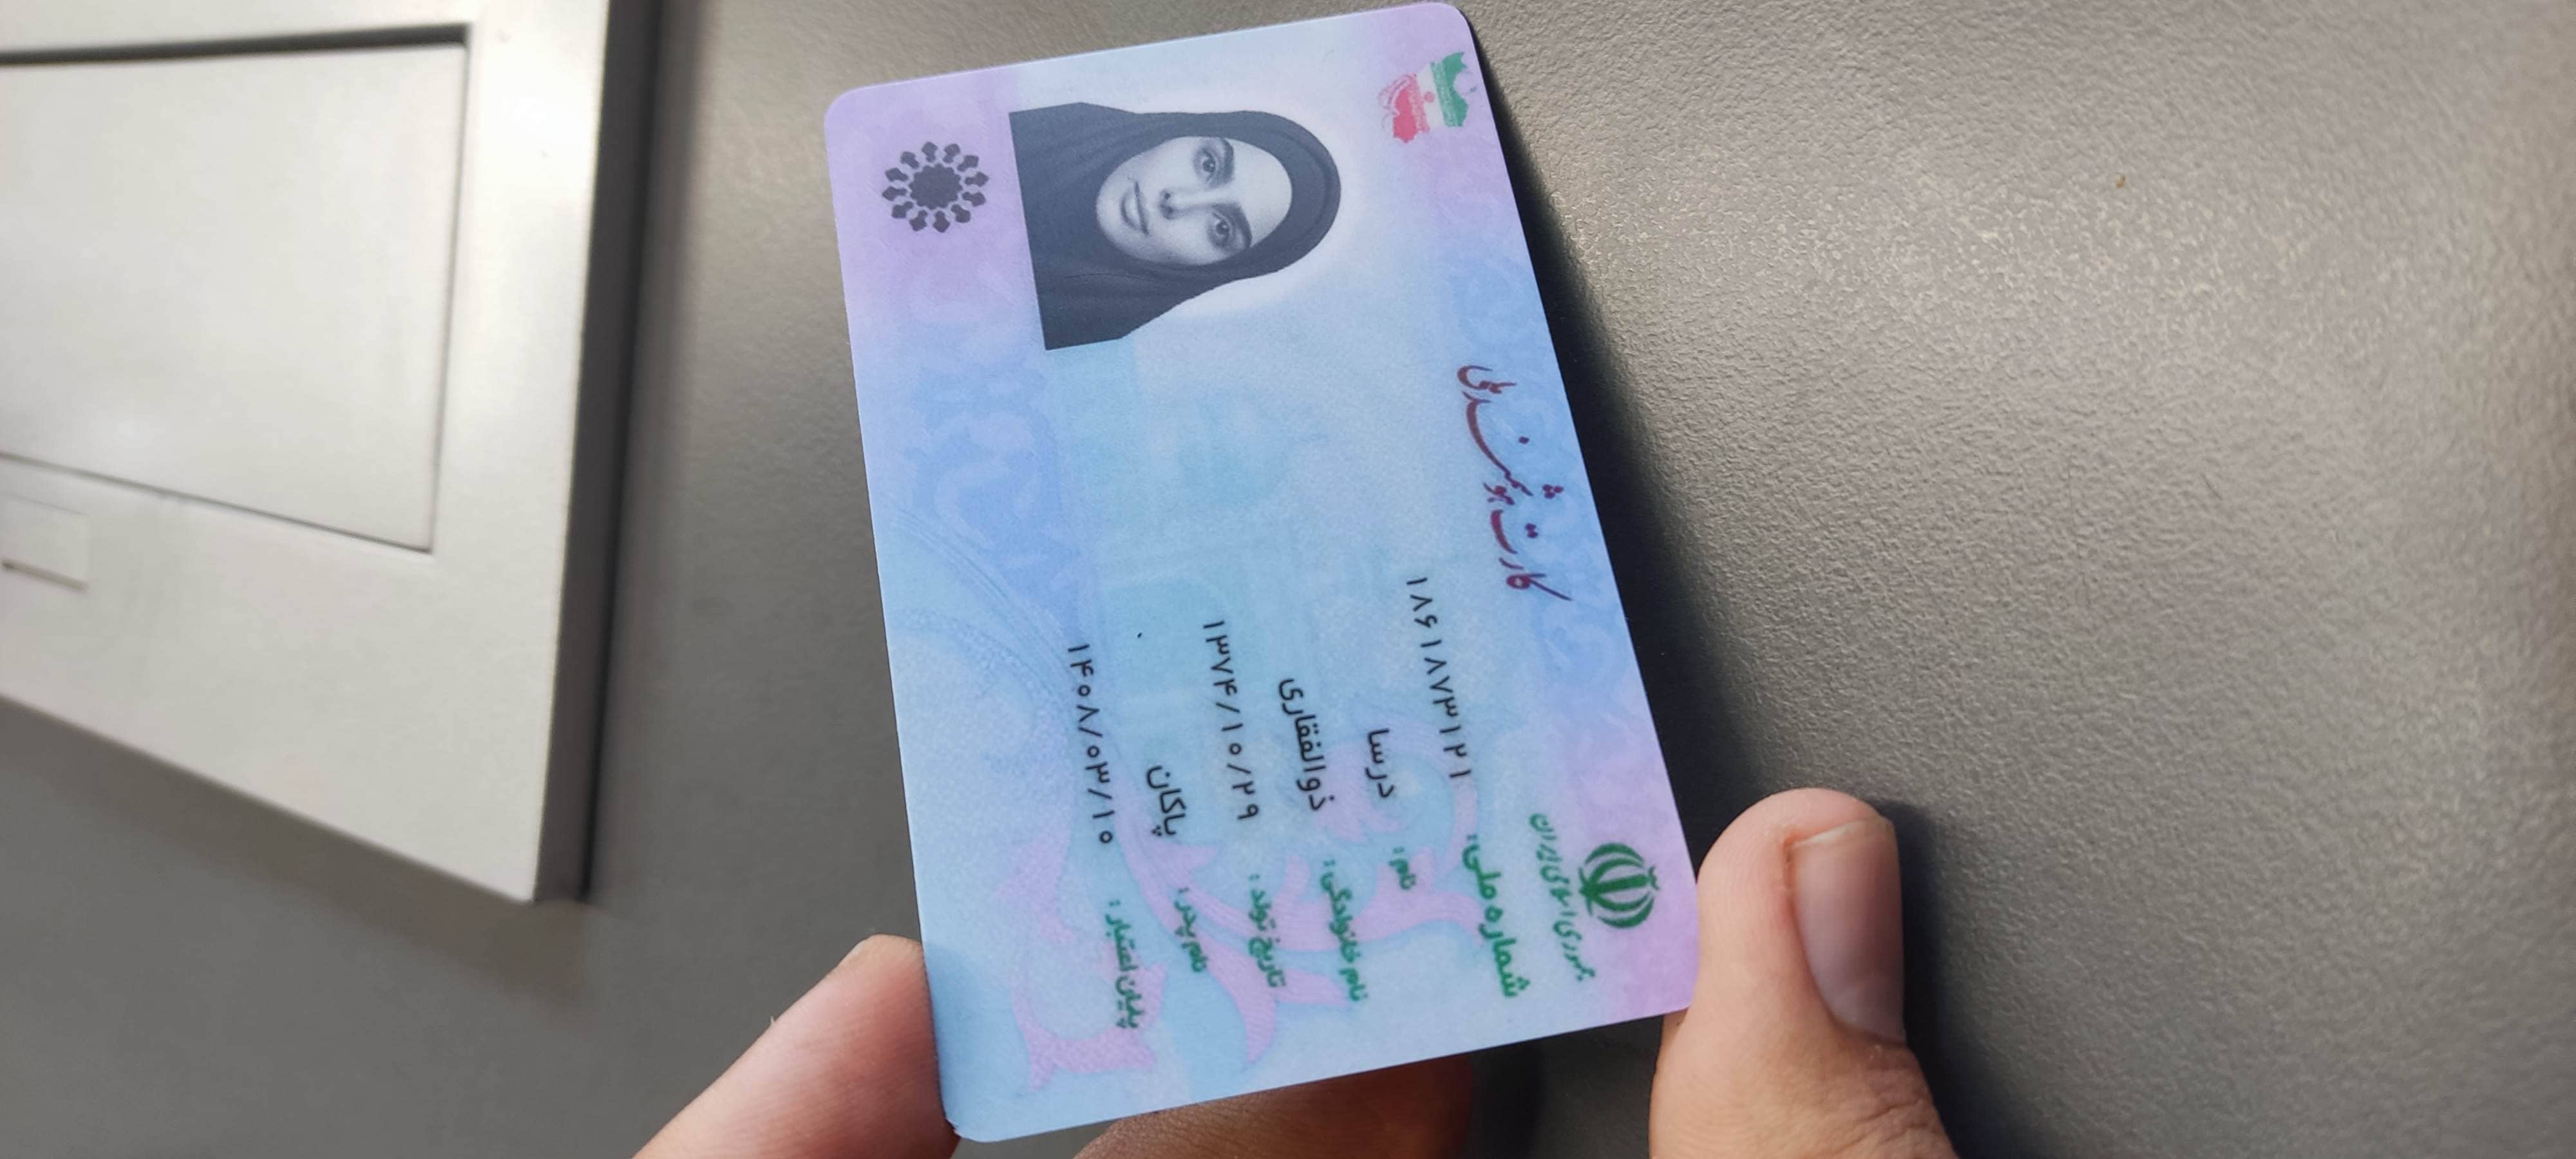 جمهوری اسلامی ایران
کارت هوشمند ملی
شماره ملی: ۱۸۶۱۸۷۳۱۲۱
نام: درسا
نام خانوادگی: ذوالفقاری
تاریخ تولد: ۱۳۷۴/۱۰/۲۹
نام پدر: پاکان
پایان اعتبار: ۱۴۰۸/۰۳/۱۰